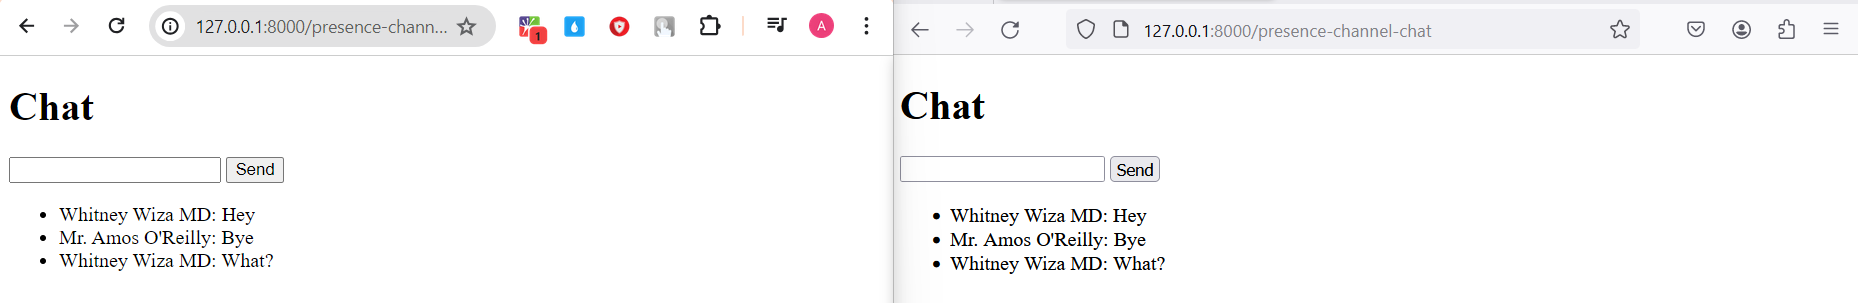 127.0.0.1:8000/presence-chann...
1
A
Chat
Send
Whitney Wiza MD: Hey
Mr. Amos O'Reilly: Bye
Whitney Wiza MD: What?
127.0.0.1:8000/presence-channel-chat
Chat
Send
Whitney Wiza MD: Hey
Mr. Amos O'Reilly: Bye
Whitney Wiza MD: What?